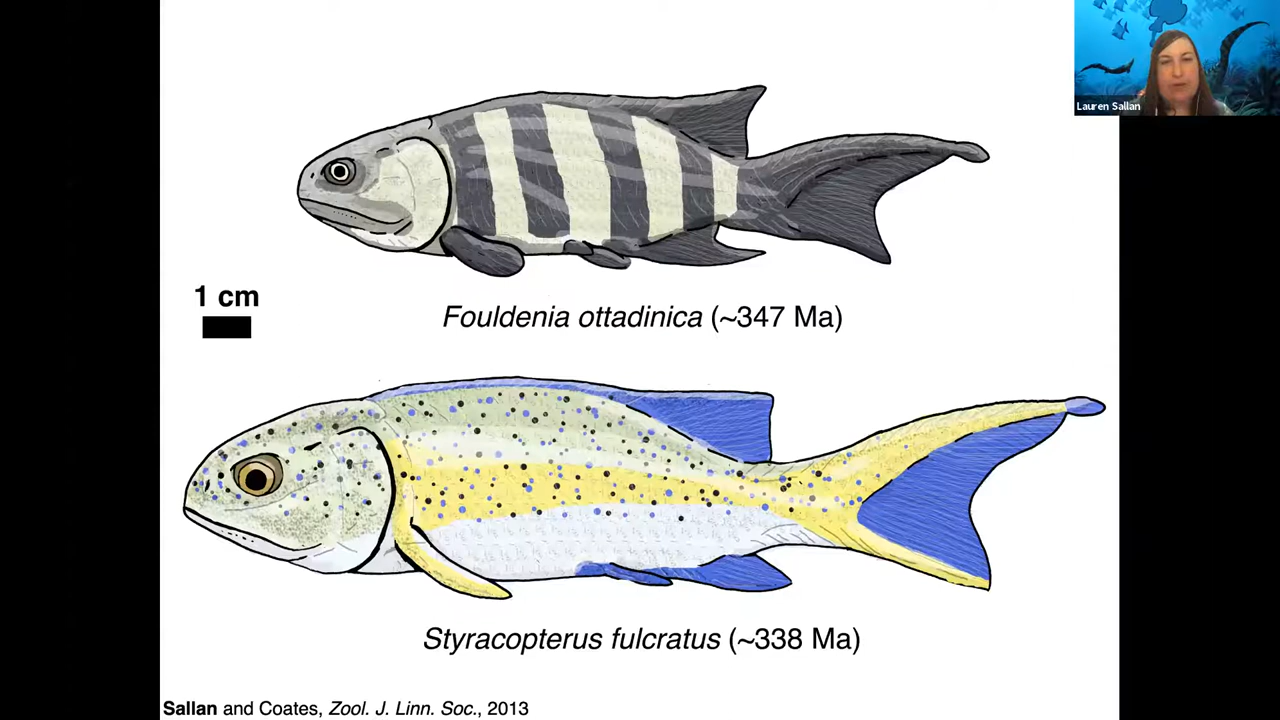 Lauren Sallan
1 cm
Fouldenia ottadinica (~347 Ma)
Styracopterus fulcratus (~338 Ma)
Sallan and Coates, Zool. J. Linn. Soc., 2013